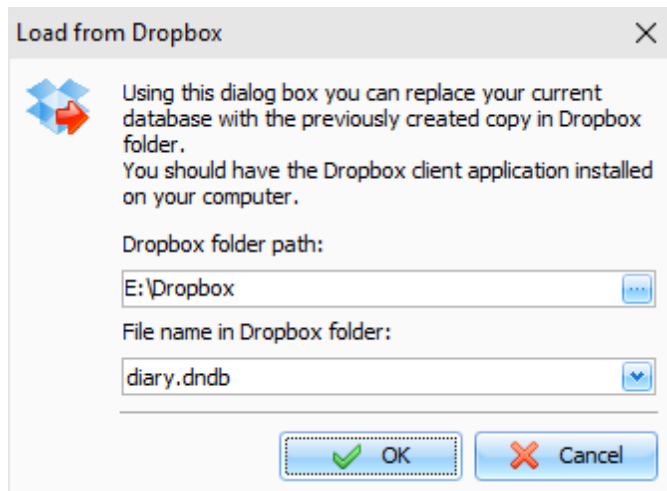 Load from Dropbox
Using this dialog box you can replace your current
database with the previously created copy in Dropbox
folder.
You should have the Dropbox client application installed
on your computer.
Dropbox folder path:
E:\Dropbox
File name in Dropbox folder:
diary.dndb
OK
Cancel